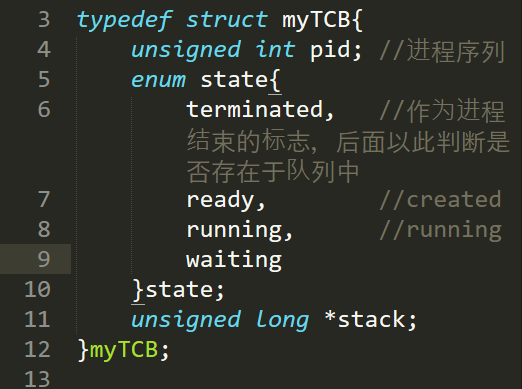 3 typedef struct myTCB{
4 unsigned int pid; //进程序列
5 enum state{
6 terminated, //作为进程
结束的标志，后面以此判断是
否存在于队列中
7 ready, //created
8 running, //running
9 waiting
10 }state;
11 unsigned long *stack;
12 }myTCB;
13